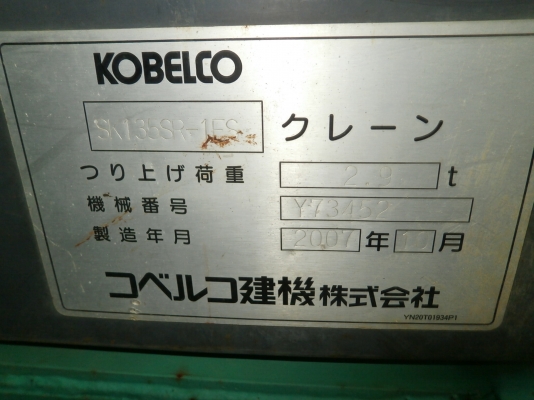 KOBELCO
SK135SR-1ES クレーン
つり上げ荷重 2.9 t
機械番号
製造年月 2007 年 月
コベルコ建機株式会社
YN20T01934P1